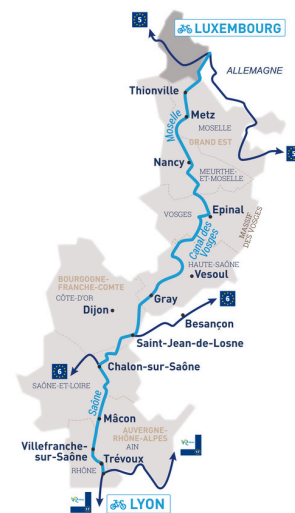 5
LUXEMBOURG
ALLEMAGNE
Thionville
Metz
Moselle
MOSELLE
GRAND EST
5
Nancy
MEURTHE-
ET-MOSELLE
VOSGES
Epinal
MASSIF
DES VOSGES
Canal des
Vosges
HAUTE-SAÔNE
Vesoul
BOURGOGNE-
FRANCHE-COMTE
CÔTE-D'OR
Gray
6
Dijon
Besançon
Saint-Jean-de-Losne
6
Chalon-sur-Saône
SAÔNE-ET-LOIRE
Saône
Mâcon
AUVERGNE-
RHÔNE-ALPES
AIN
Villefranche-
sur-Saône
Trévoux
RHÔNE
LYON